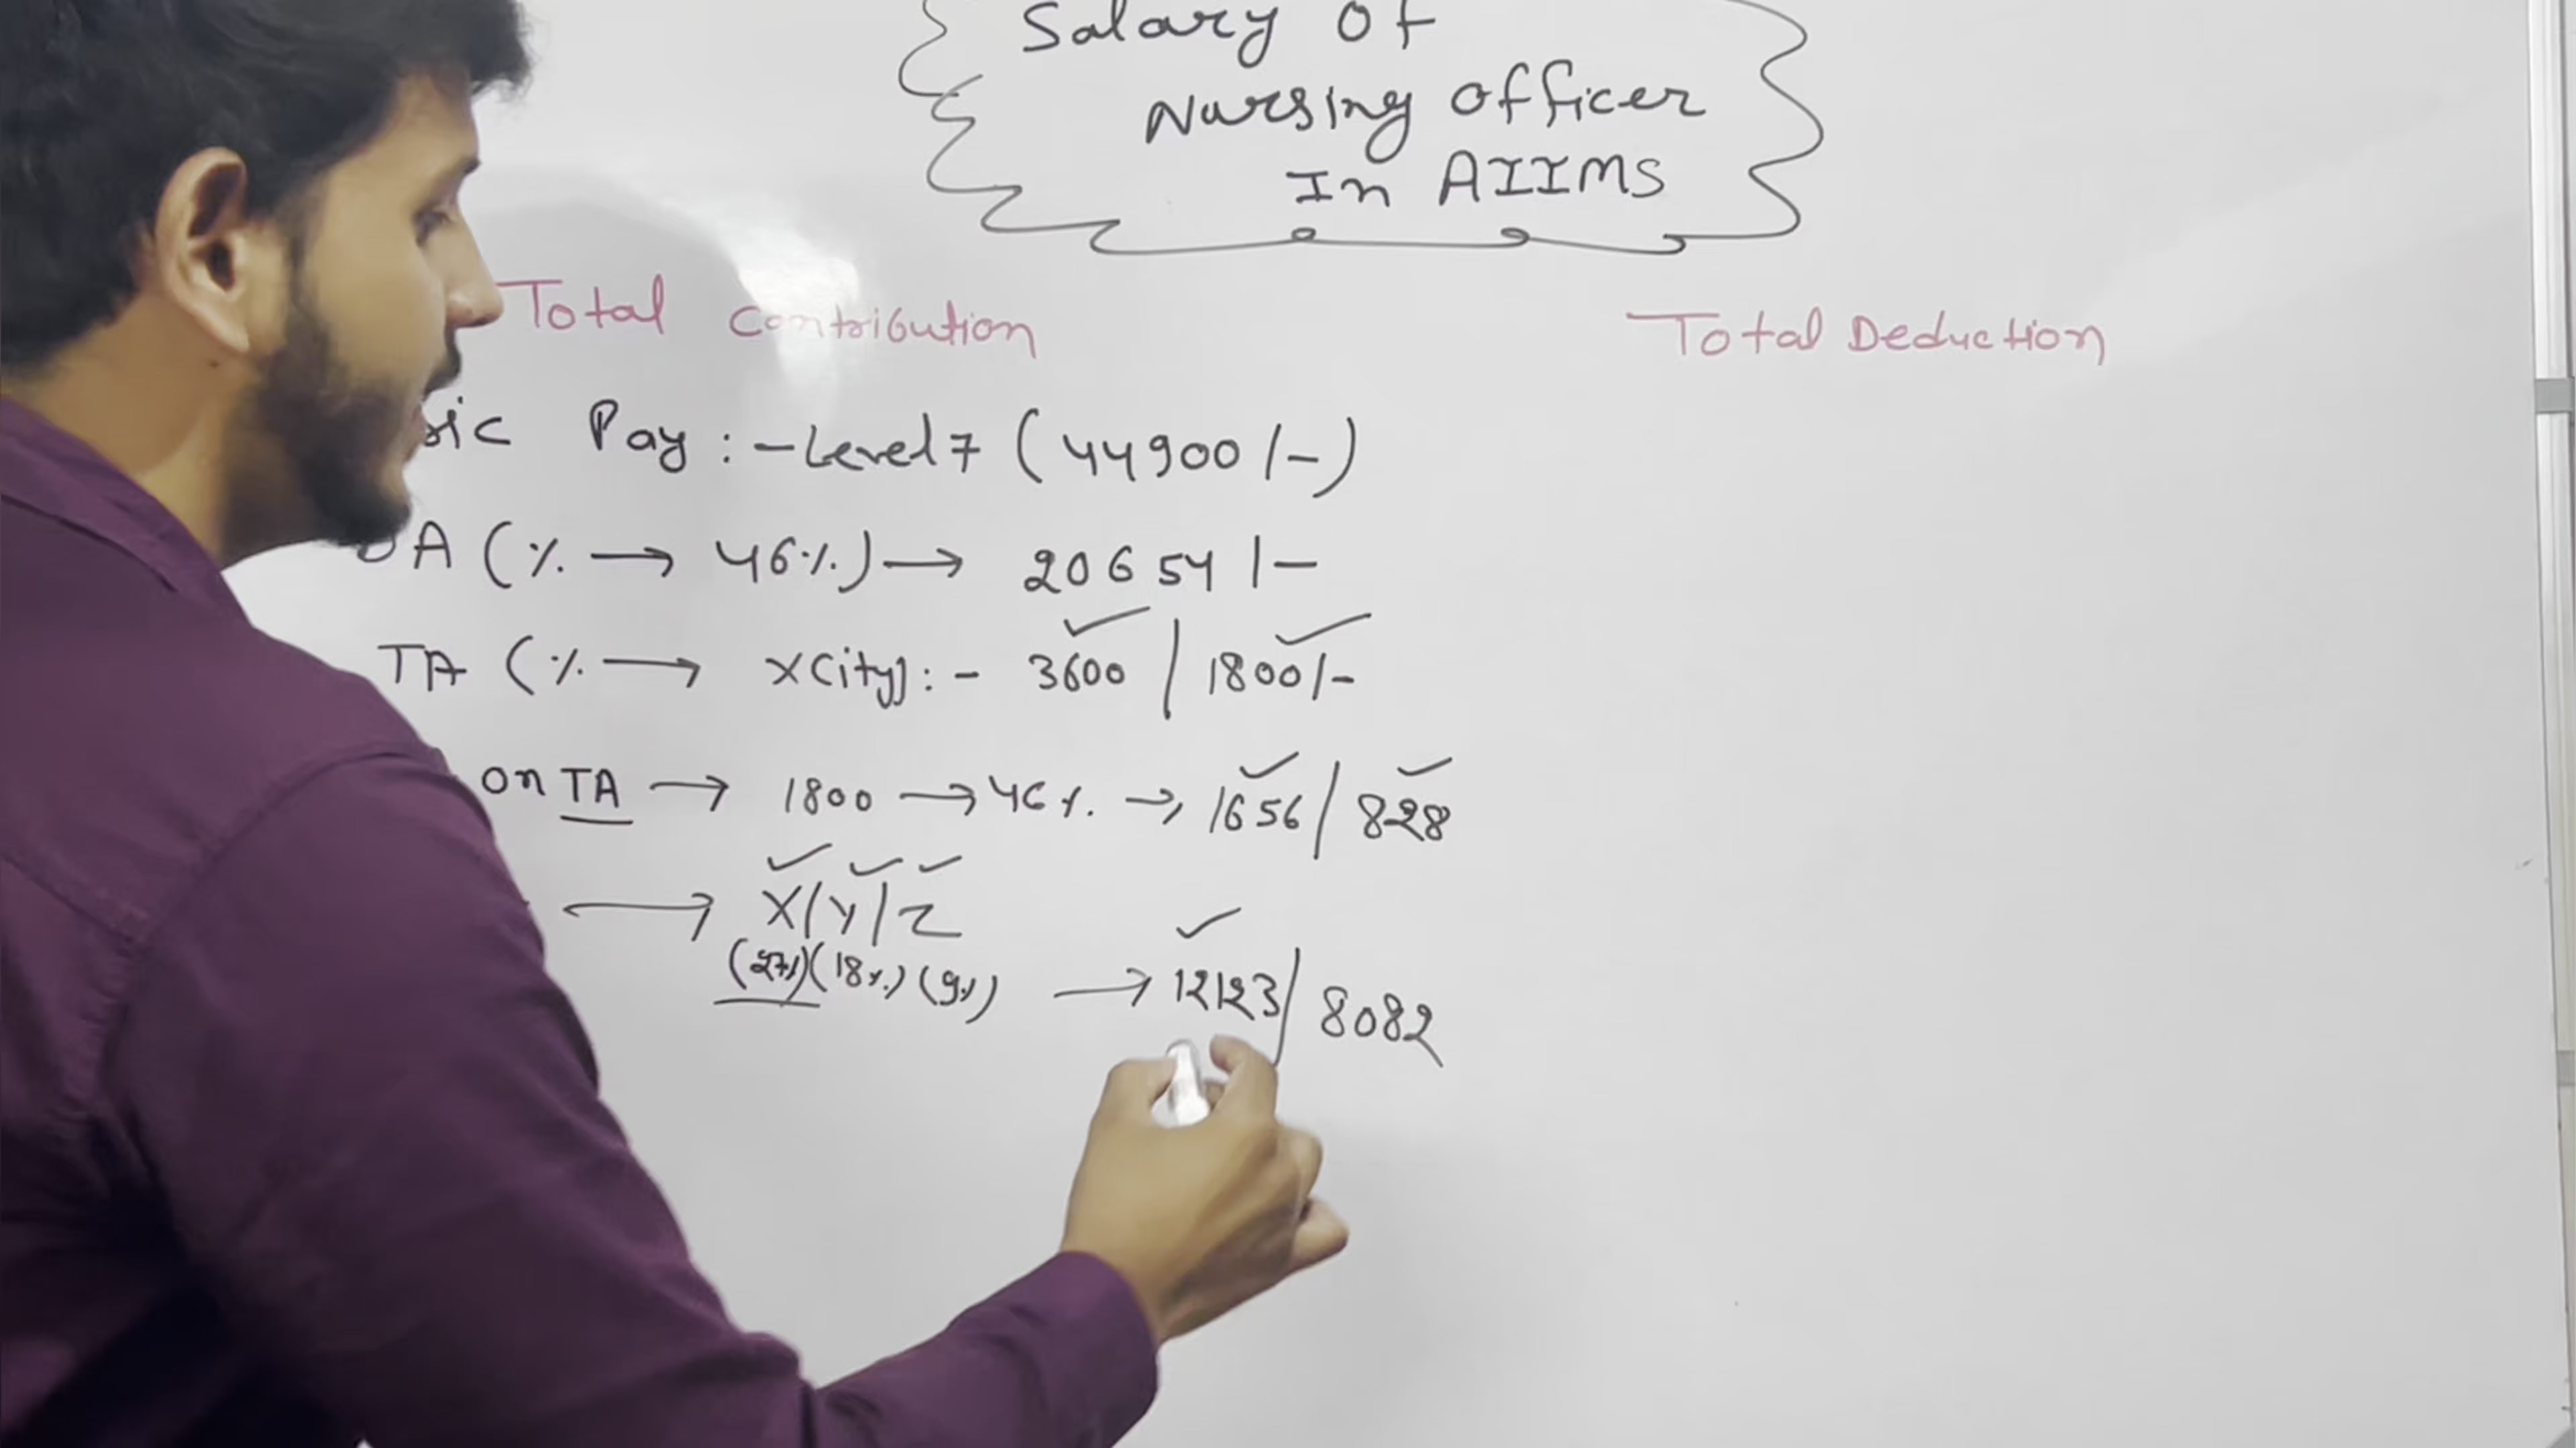 Salary Of
Nursing Officer
In AIIMS
Total Contribution
Total Deduction
Pay :- Level 7 (44900/-)
DA (% → 46%) → 20654/-
TA (% → X City) :- 3600 / 1800/-
on TA → 1800 → 46% → 1656 / 828
→ X/Y/Z
(27%) (18%) (9%) → 12123 / 8082